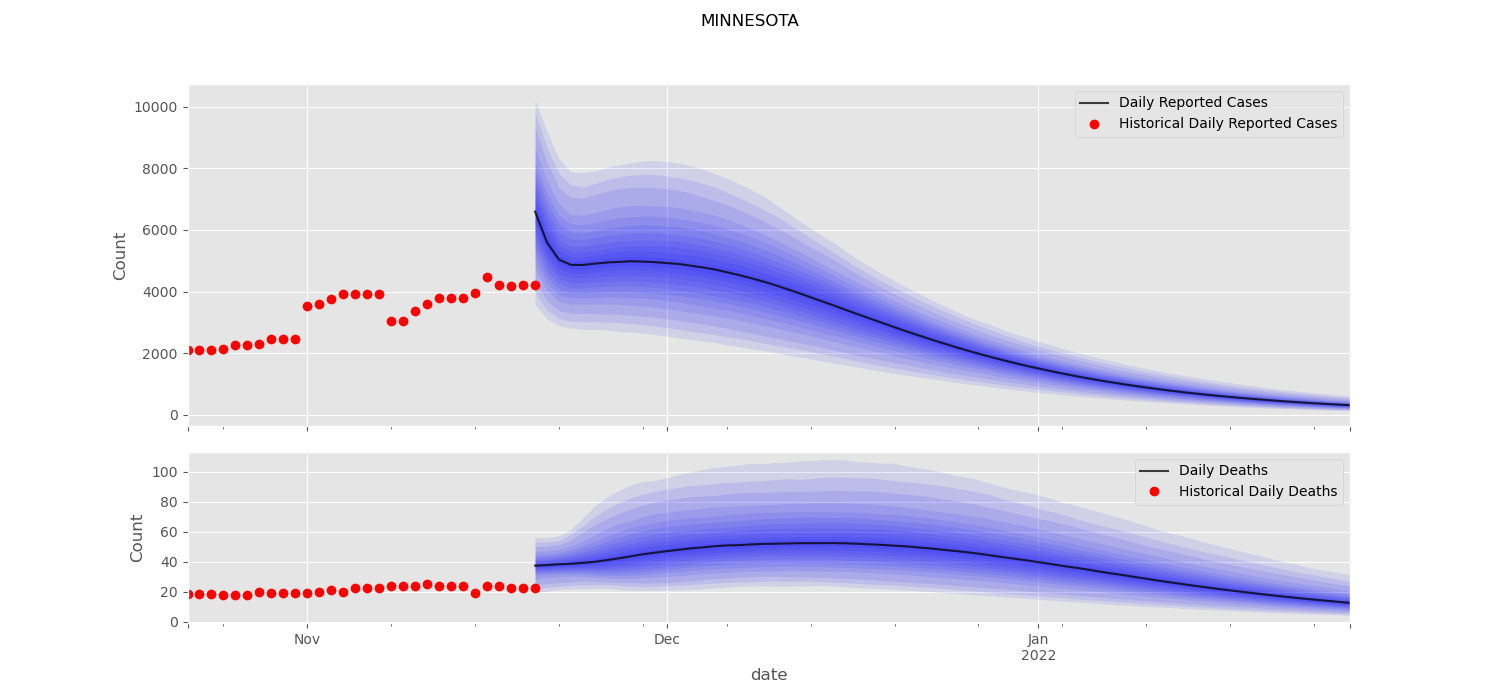 MINNESOTA
10000
8000
6000
4000
2000
0
Count
Daily Reported Cases
Historical Daily Reported Cases
100
80
60
40
20
0
Count
Daily Deaths
Historical Daily Deaths
Nov
Dec
Jan
2022
date